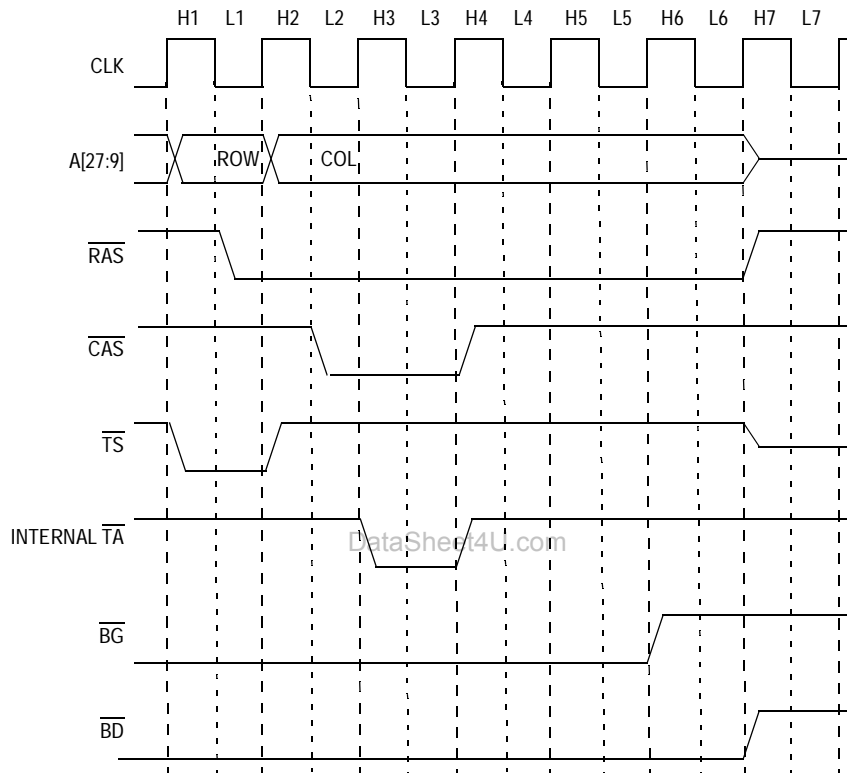 H1 L1 H2 L2 H3 L3 H4 L4 H5 L5 H6 L6 H7 L7
CLK
A[27:9] ROW COL
RAS
CAS
TS
INTERNAL TA
DataSheet4U.com
BG
BD